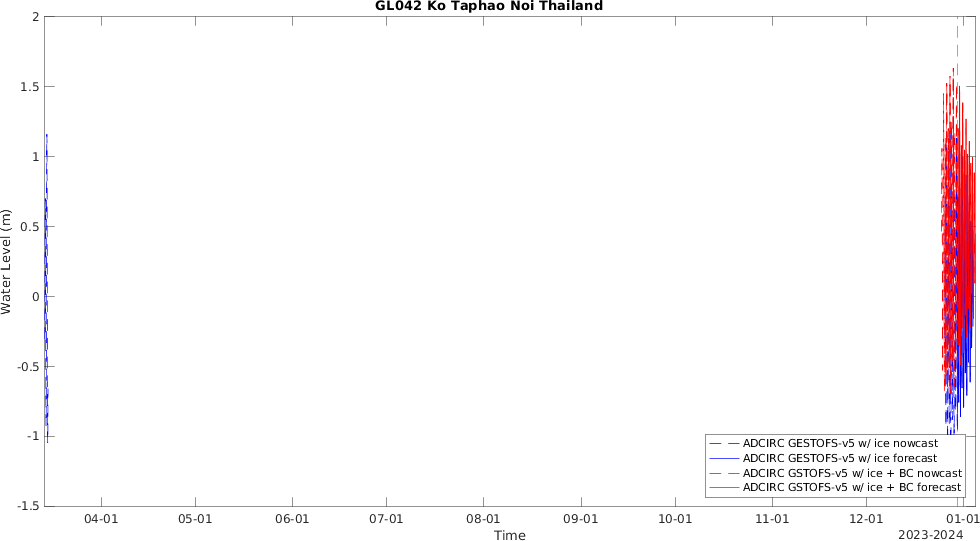 GL042 Ko Taphao Noi Thailand
2
1.5
1
0.5
0
-0.5
-1
-1.5
Water Level (m)
04-01 05-01 06-01 07-01 08-01 09-01 10-01 11-01 12-01 01-01
Time
2023-2024
ADCIRC GESTOFS-v5 w/ ice nowcast
ADCIRC GESTOFS-v5 w/ ice forecast
ADCIRC GSTOFS-v5 w/ ice + BC nowcast
ADCIRC GSTOFS-v5 w/ ice + BC forecast